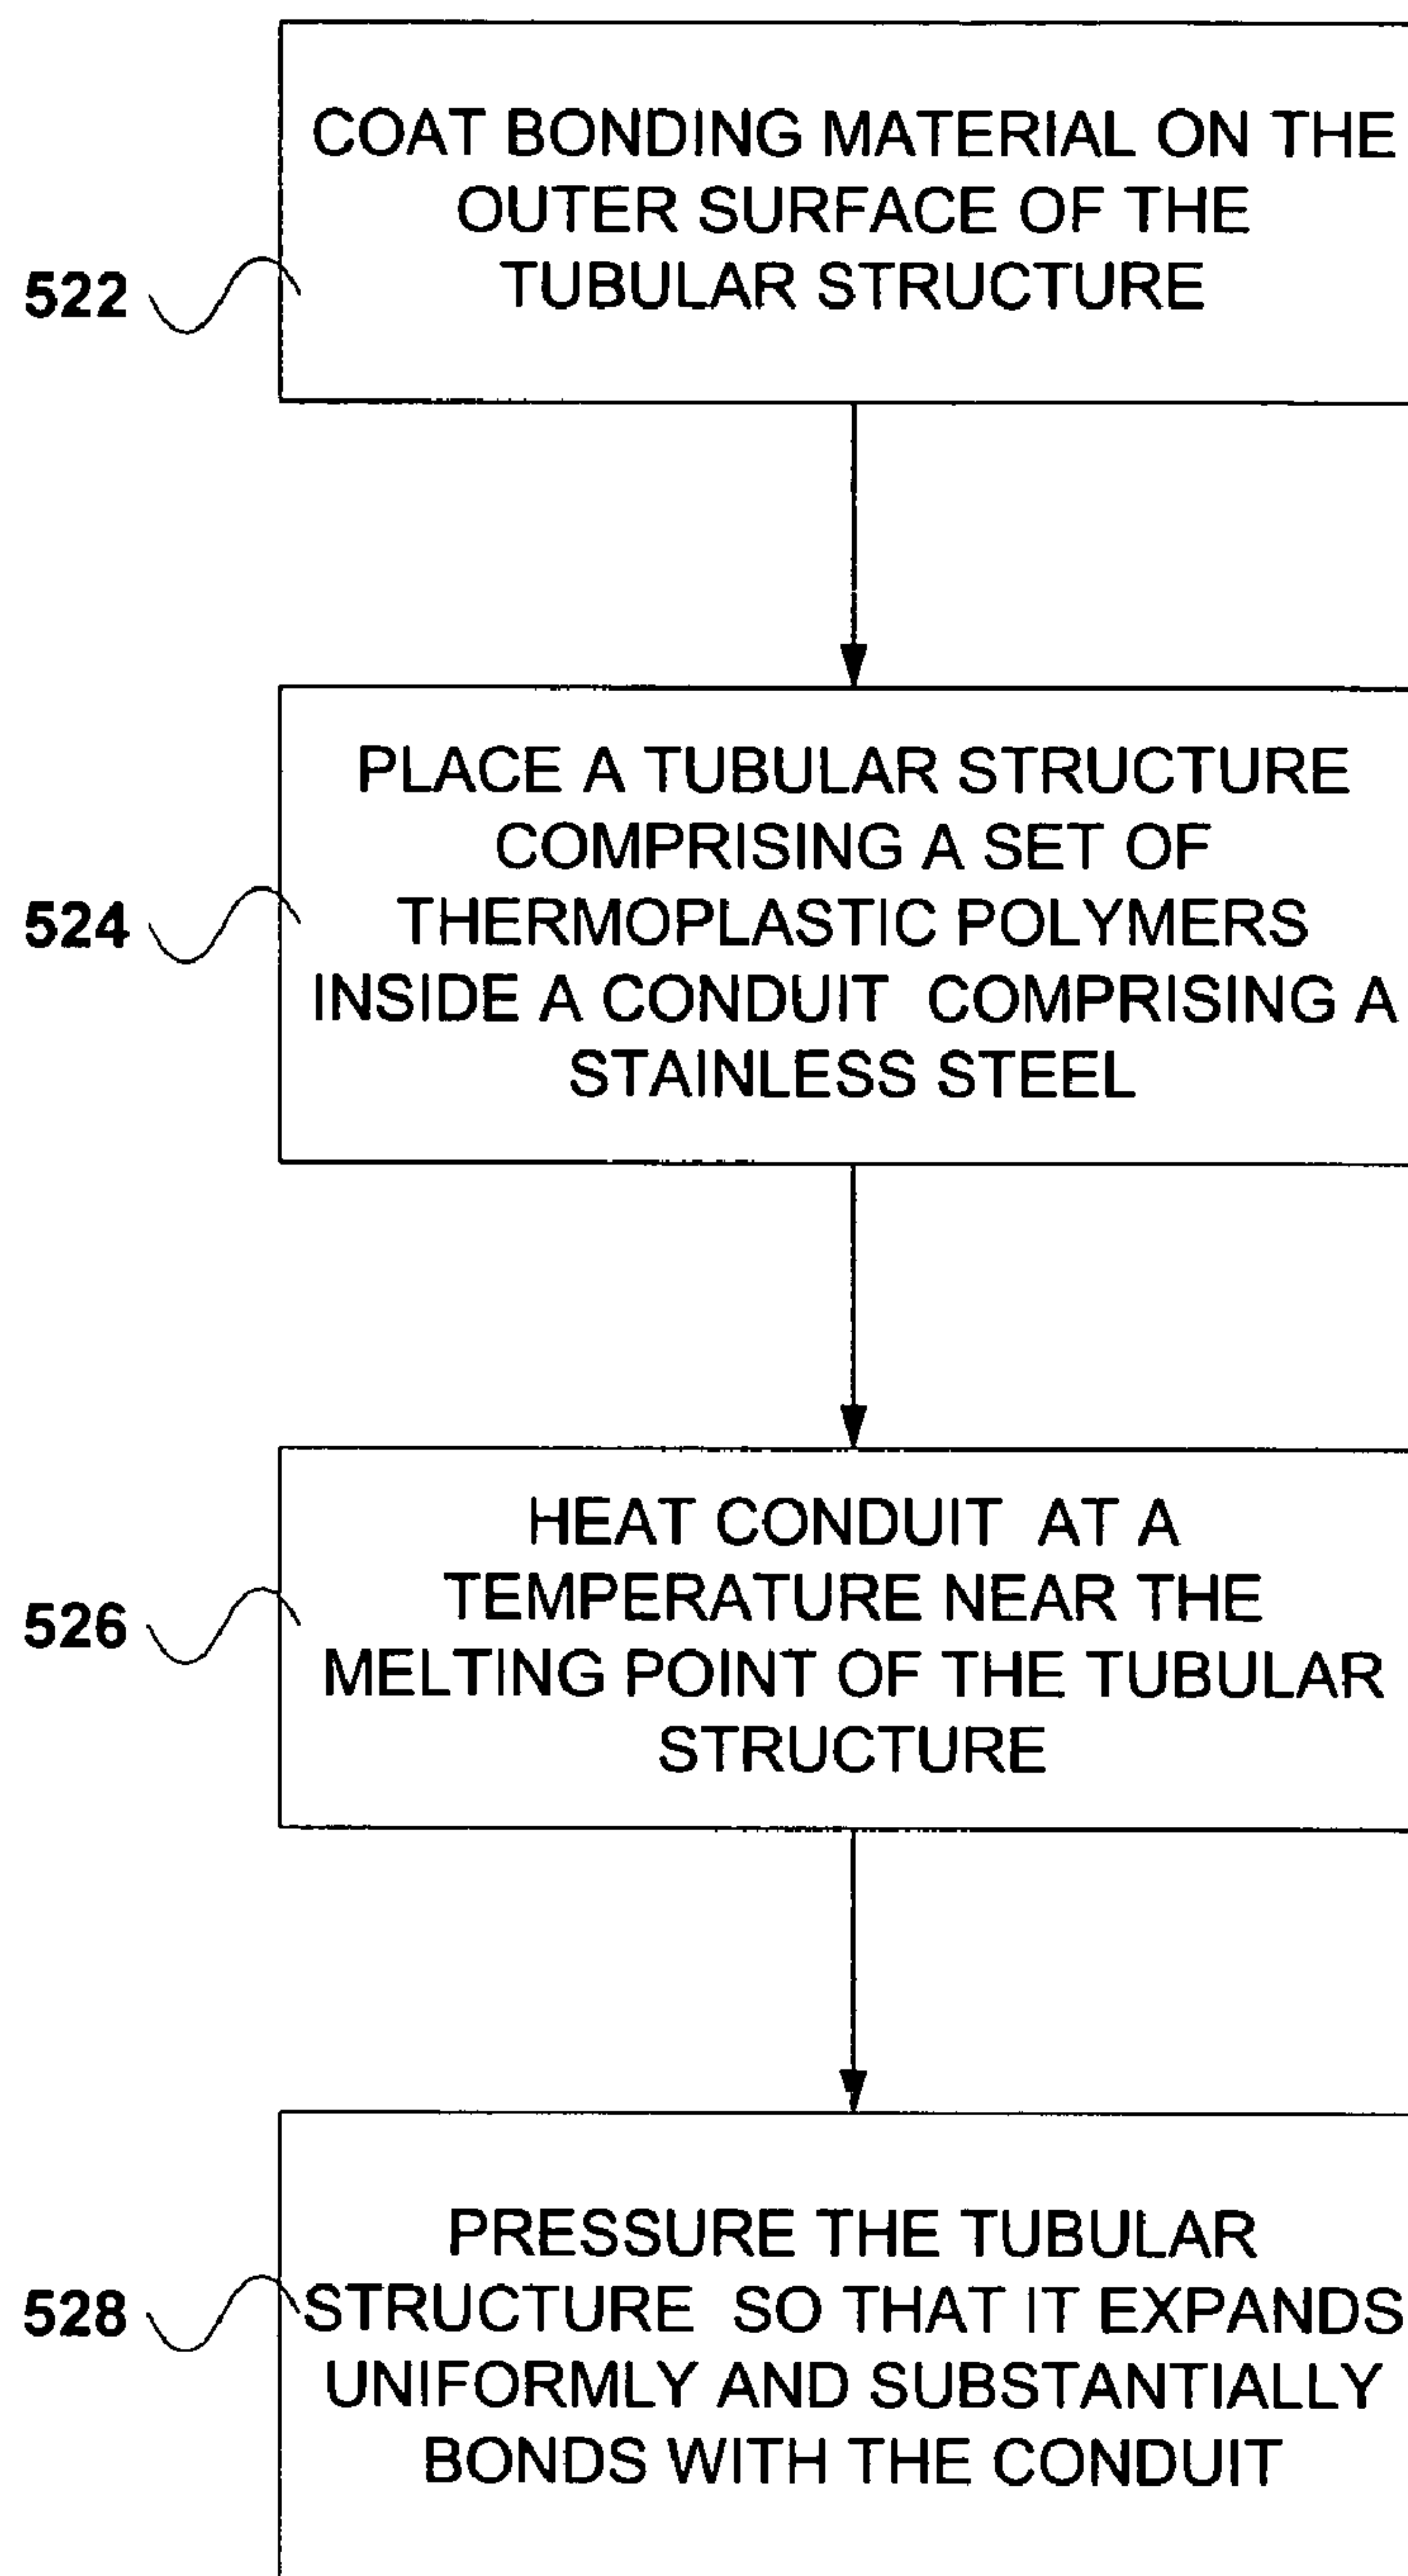 COAT BONDING MATERIAL ON THE
OUTER SURFACE OF THE
TUBULAR STRUCTURE
522
PLACE A TUBULAR STRUCTURE
COMPRISING A SET OF
THERMOPLASTIC POLYMERS
INSIDE A CONDUIT COMPRISING A
STAINLESS STEEL
524
HEAT CONDUIT AT A
TEMPERATURE NEAR THE
MELTING POINT OF THE TUBULAR
STRUCTURE
526
PRESSURE THE TUBULAR
STRUCTURE SO THAT IT EXPANDS
UNIFORMLY AND SUBSTANTIALLY
BONDS WITH THE CONDUIT
528